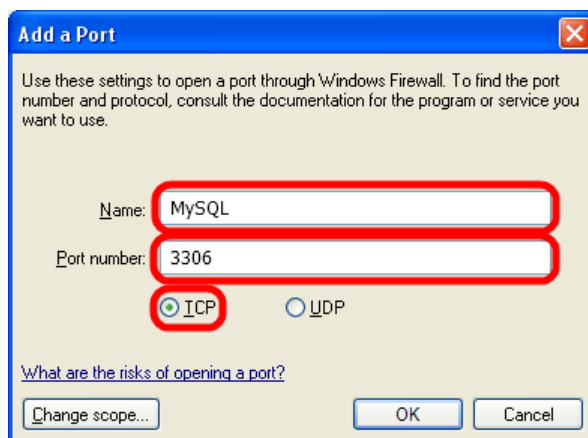 Add a Port
Use these settings to open a port through Windows Firewall. To find the port
number and protocol, consult the documentation for the program or service you
want to use.
Name: MySQL
Port number: 3306
TCP UDP
What are the risks of opening a port?
Change scope... OK Cancel